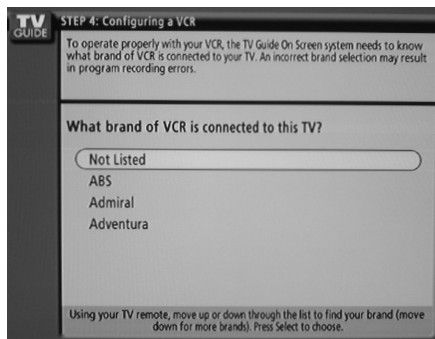 TV
GUIDE
STEP 4: Configuring a VCR
To operate properly with your VCR, the TV Guide On Screen system needs to know
what brand of VCR is connected to your TV. An incorrect brand selection may result
in program recording errors.
What brand of VCR is connected to this TV?
Not Listed
ABS
Admiral
Adventura
Using your TV remote, move up or down through the list to find your brand (move
down for more brands). Press Select to choose.